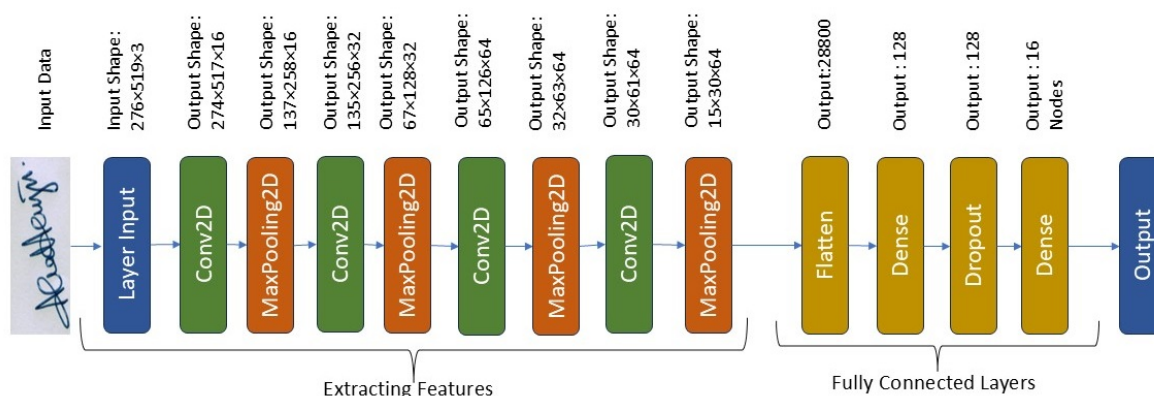 Input Data
Input Shape:
276×519×3
Output Shape:
274×517×16
Output Shape:
137×258×16
Output Shape:
135×256×32
Output Shape:
67×128×32
Output Shape:
65×126×64
Output Shape:
32×63×64
Output Shape:
30×61×64
Output Shape:
15×30×64
Output:28800
Output : 128
Output : 128
Output : 16
Nodes
Layer Input
Conv2D
MaxPooling2D
Conv2D
MaxPooling2D
Conv2D
MaxPooling2D
Conv2D
MaxPooling2D
Flatten
Dense
Dropout
Dense
Output
Extracting Features
Fully Connected Layers